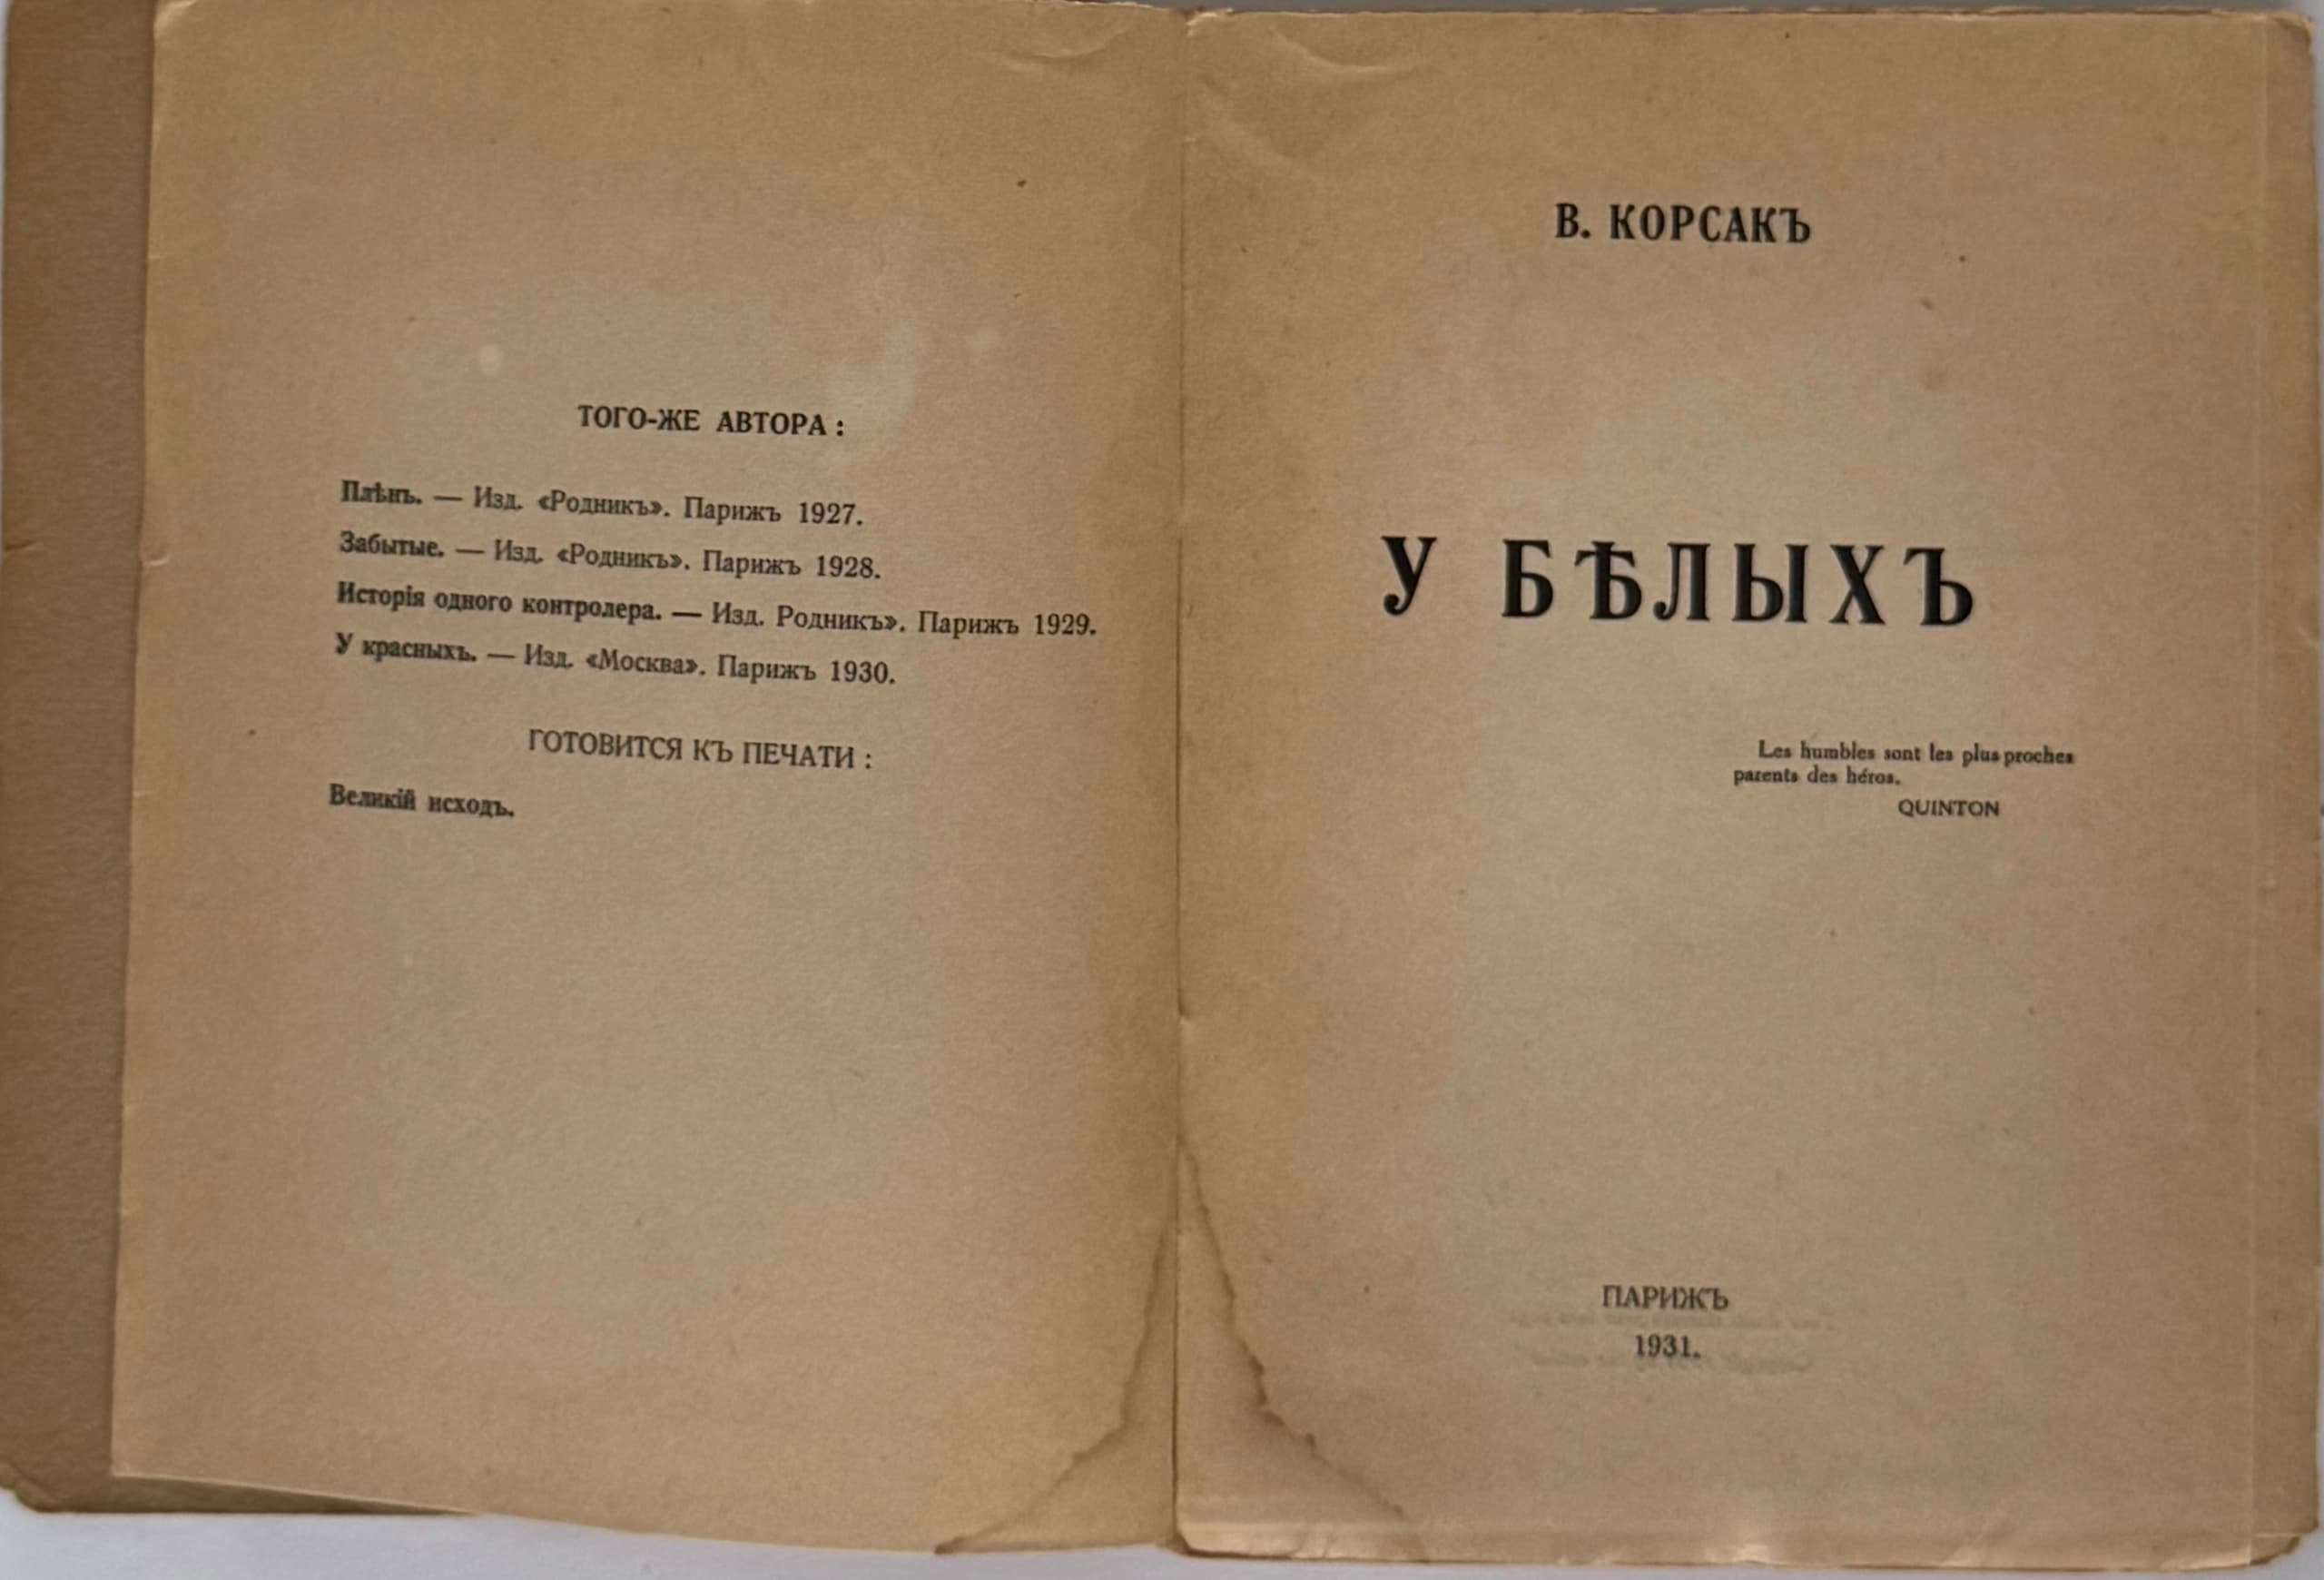 ТОГО-ЖЕ АВТОРА :
Плѣнъ. — Изд. «Родникъ». Парижъ 1927.
Забытые. — Изд. «Родникъ». Парижъ 1928.
Исторія одного контролера. — Изд. Родникъ». Парижъ 1929.
У красныхъ. — Изд. «Москва». Парижъ 1930.
ГОТОВИТСЯ КЪ ПЕЧАТИ :
Великій исходъ.
В. КОРСАКЪ
У БѢЛЫХЪ
Les humbles sont les plus proches
parents des héros.
QUINTON
ПАРИЖЪ
1931.